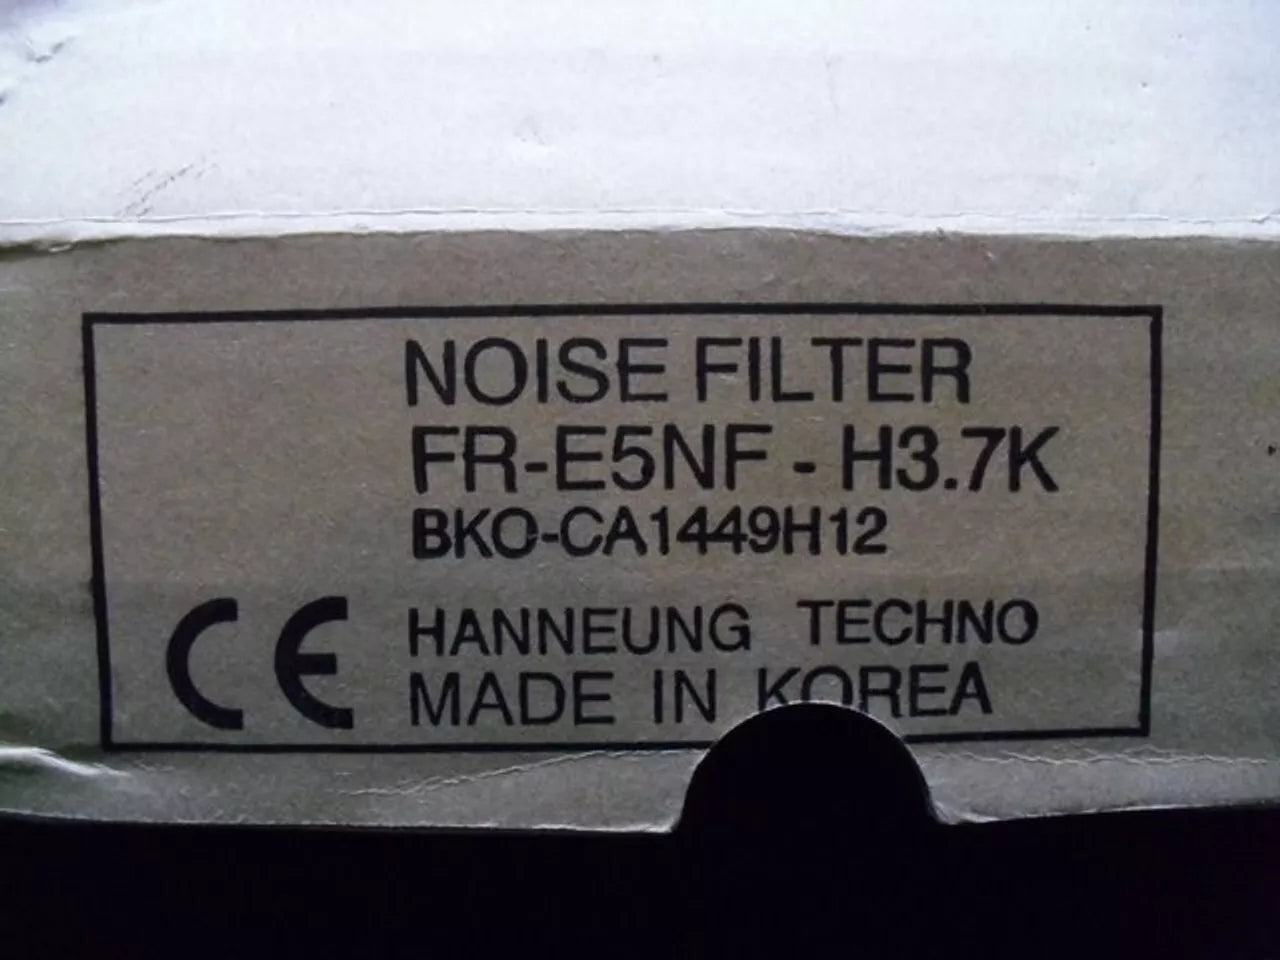 NOISE FILTER
FR-E5NF - H3.7K
BKO-CA1449H12
CE HANNEUNG TECHNO
MADE IN KOREA